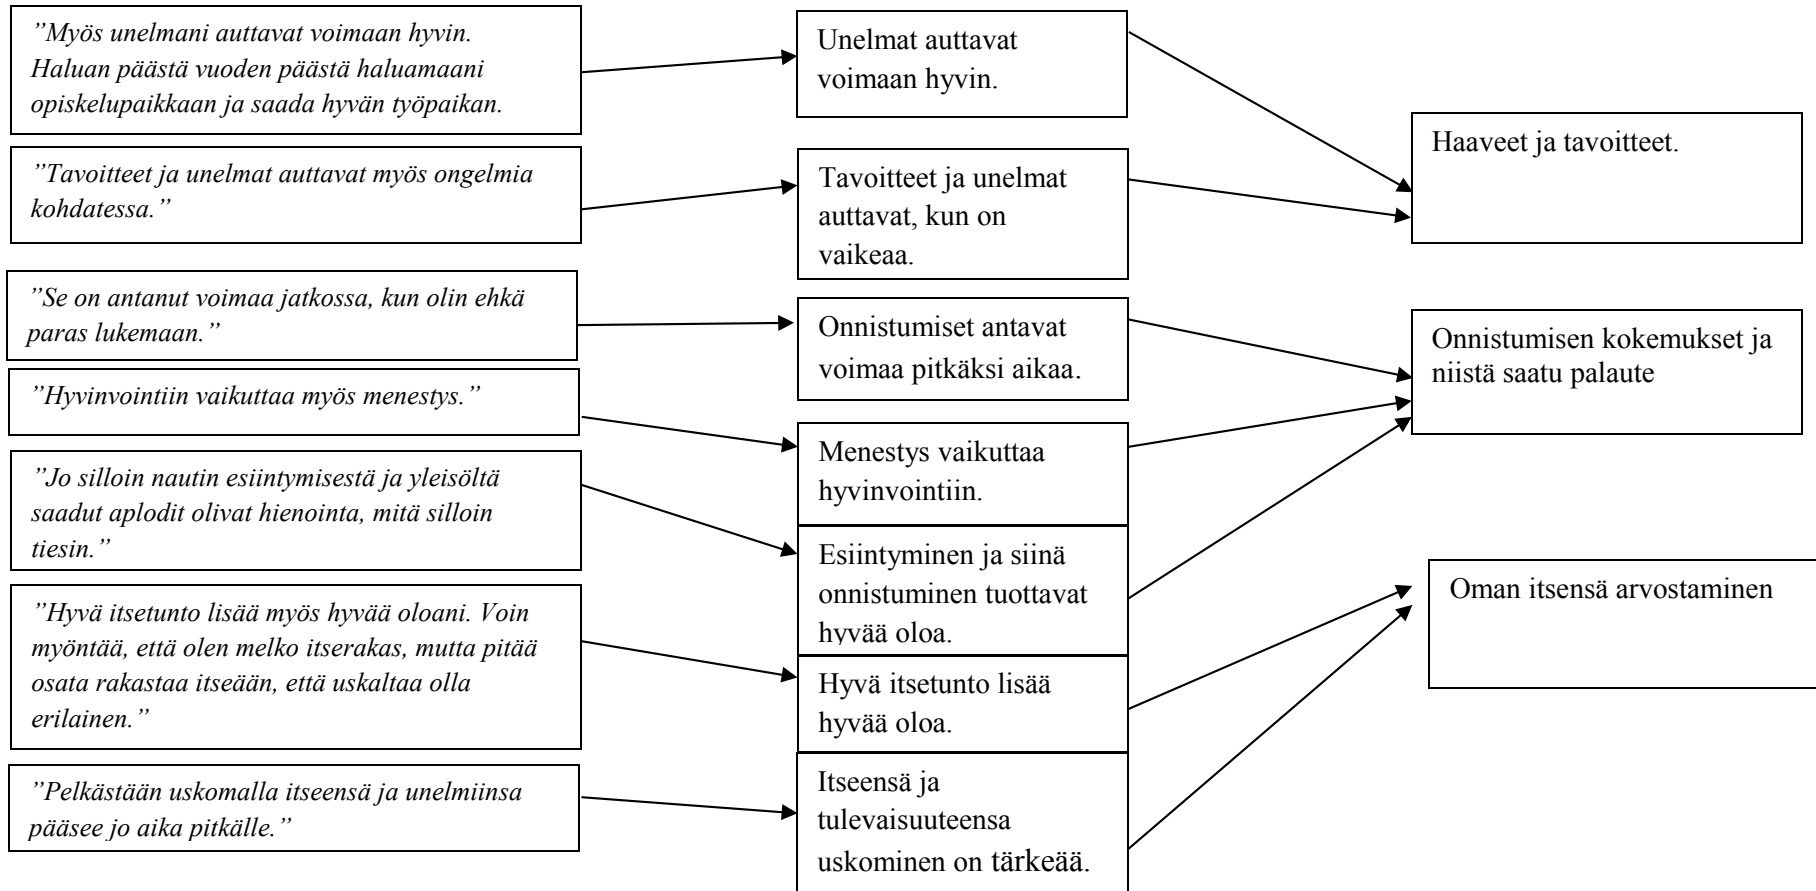 ”Myös unelmani auttavat voimaan hyvin.
Haluan päästä vuoden päästä haluamaani
opiskelupaikkaan ja saada hyvän työpaikan.
”Tavoitteet ja unelmat auttavat myös ongelmia
kohdatessa.”
”Se on antanut voimaa jatkossa, kun olin ehkä
paras lukemaan.”
”Hyvinvointiin vaikuttaa myös menestys.”
”Jo silloin nautin esiintymisestä ja yleisöltä
saadut aplodit olivat hienointa, mitä silloin
tiesin.”
”Hyvä itsetunto lisää myös hyvää oloani. Voin
myöntää, että olen melko itserakas, mutta pitää
osata rakastaa itseään, että uskaltaa olla
erilainen.”
”Pelkästään uskomalla itseensä ja unelmiinsa
pääsee jo aika pitkälle.”
Unelmat auttavat
voimaan hyvin.
Tavoitteet ja unelmat
auttavat, kun on
vaikeaa.
Onnistumiset antavat
voimaa pitkäksi aikaa.
Menestys vaikuttaa
hyvinvointiin.
Esiintyminen ja siinä
onnistuminen tuottavat
hyvää oloa.
Hyvä itsetunto lisää
hyvää oloa.
Itseensä ja
tulevaisuuteensa
uskominen on tärkeää.
Haaveet ja tavoitteet.
Onnistumisen kokemukset ja
niistä saatu palaute
Oman itsensä arvostaminen